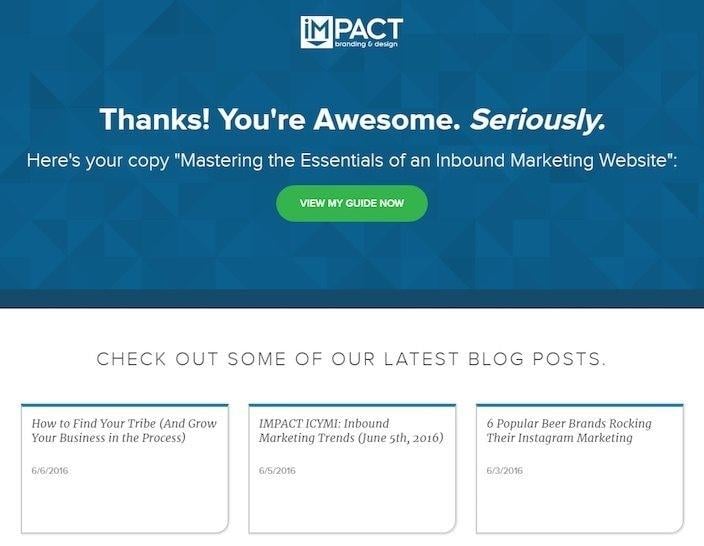 iMPACT
branding & design
Thanks! You're Awesome. Seriously.
Here's your copy "Mastering the Essentials of an Inbound Marketing Website":
VIEW MY GUIDE NOW
CHECK OUT SOME OF OUR LATEST BLOG POSTS.
How to Find Your Tribe (And Grow
Your Business in the Process)
6/6/2016
IMPACT ICYMI: Inbound
Marketing Trends (June 5th, 2016)
6/5/2016
6 Popular Beer Brands Rocking
Their Instagram Marketing
6/3/2016